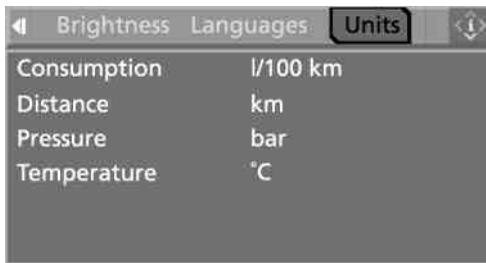 Brightness Languages Units
Consumption l/100 km
Distance km
Pressure bar
Temperature °C